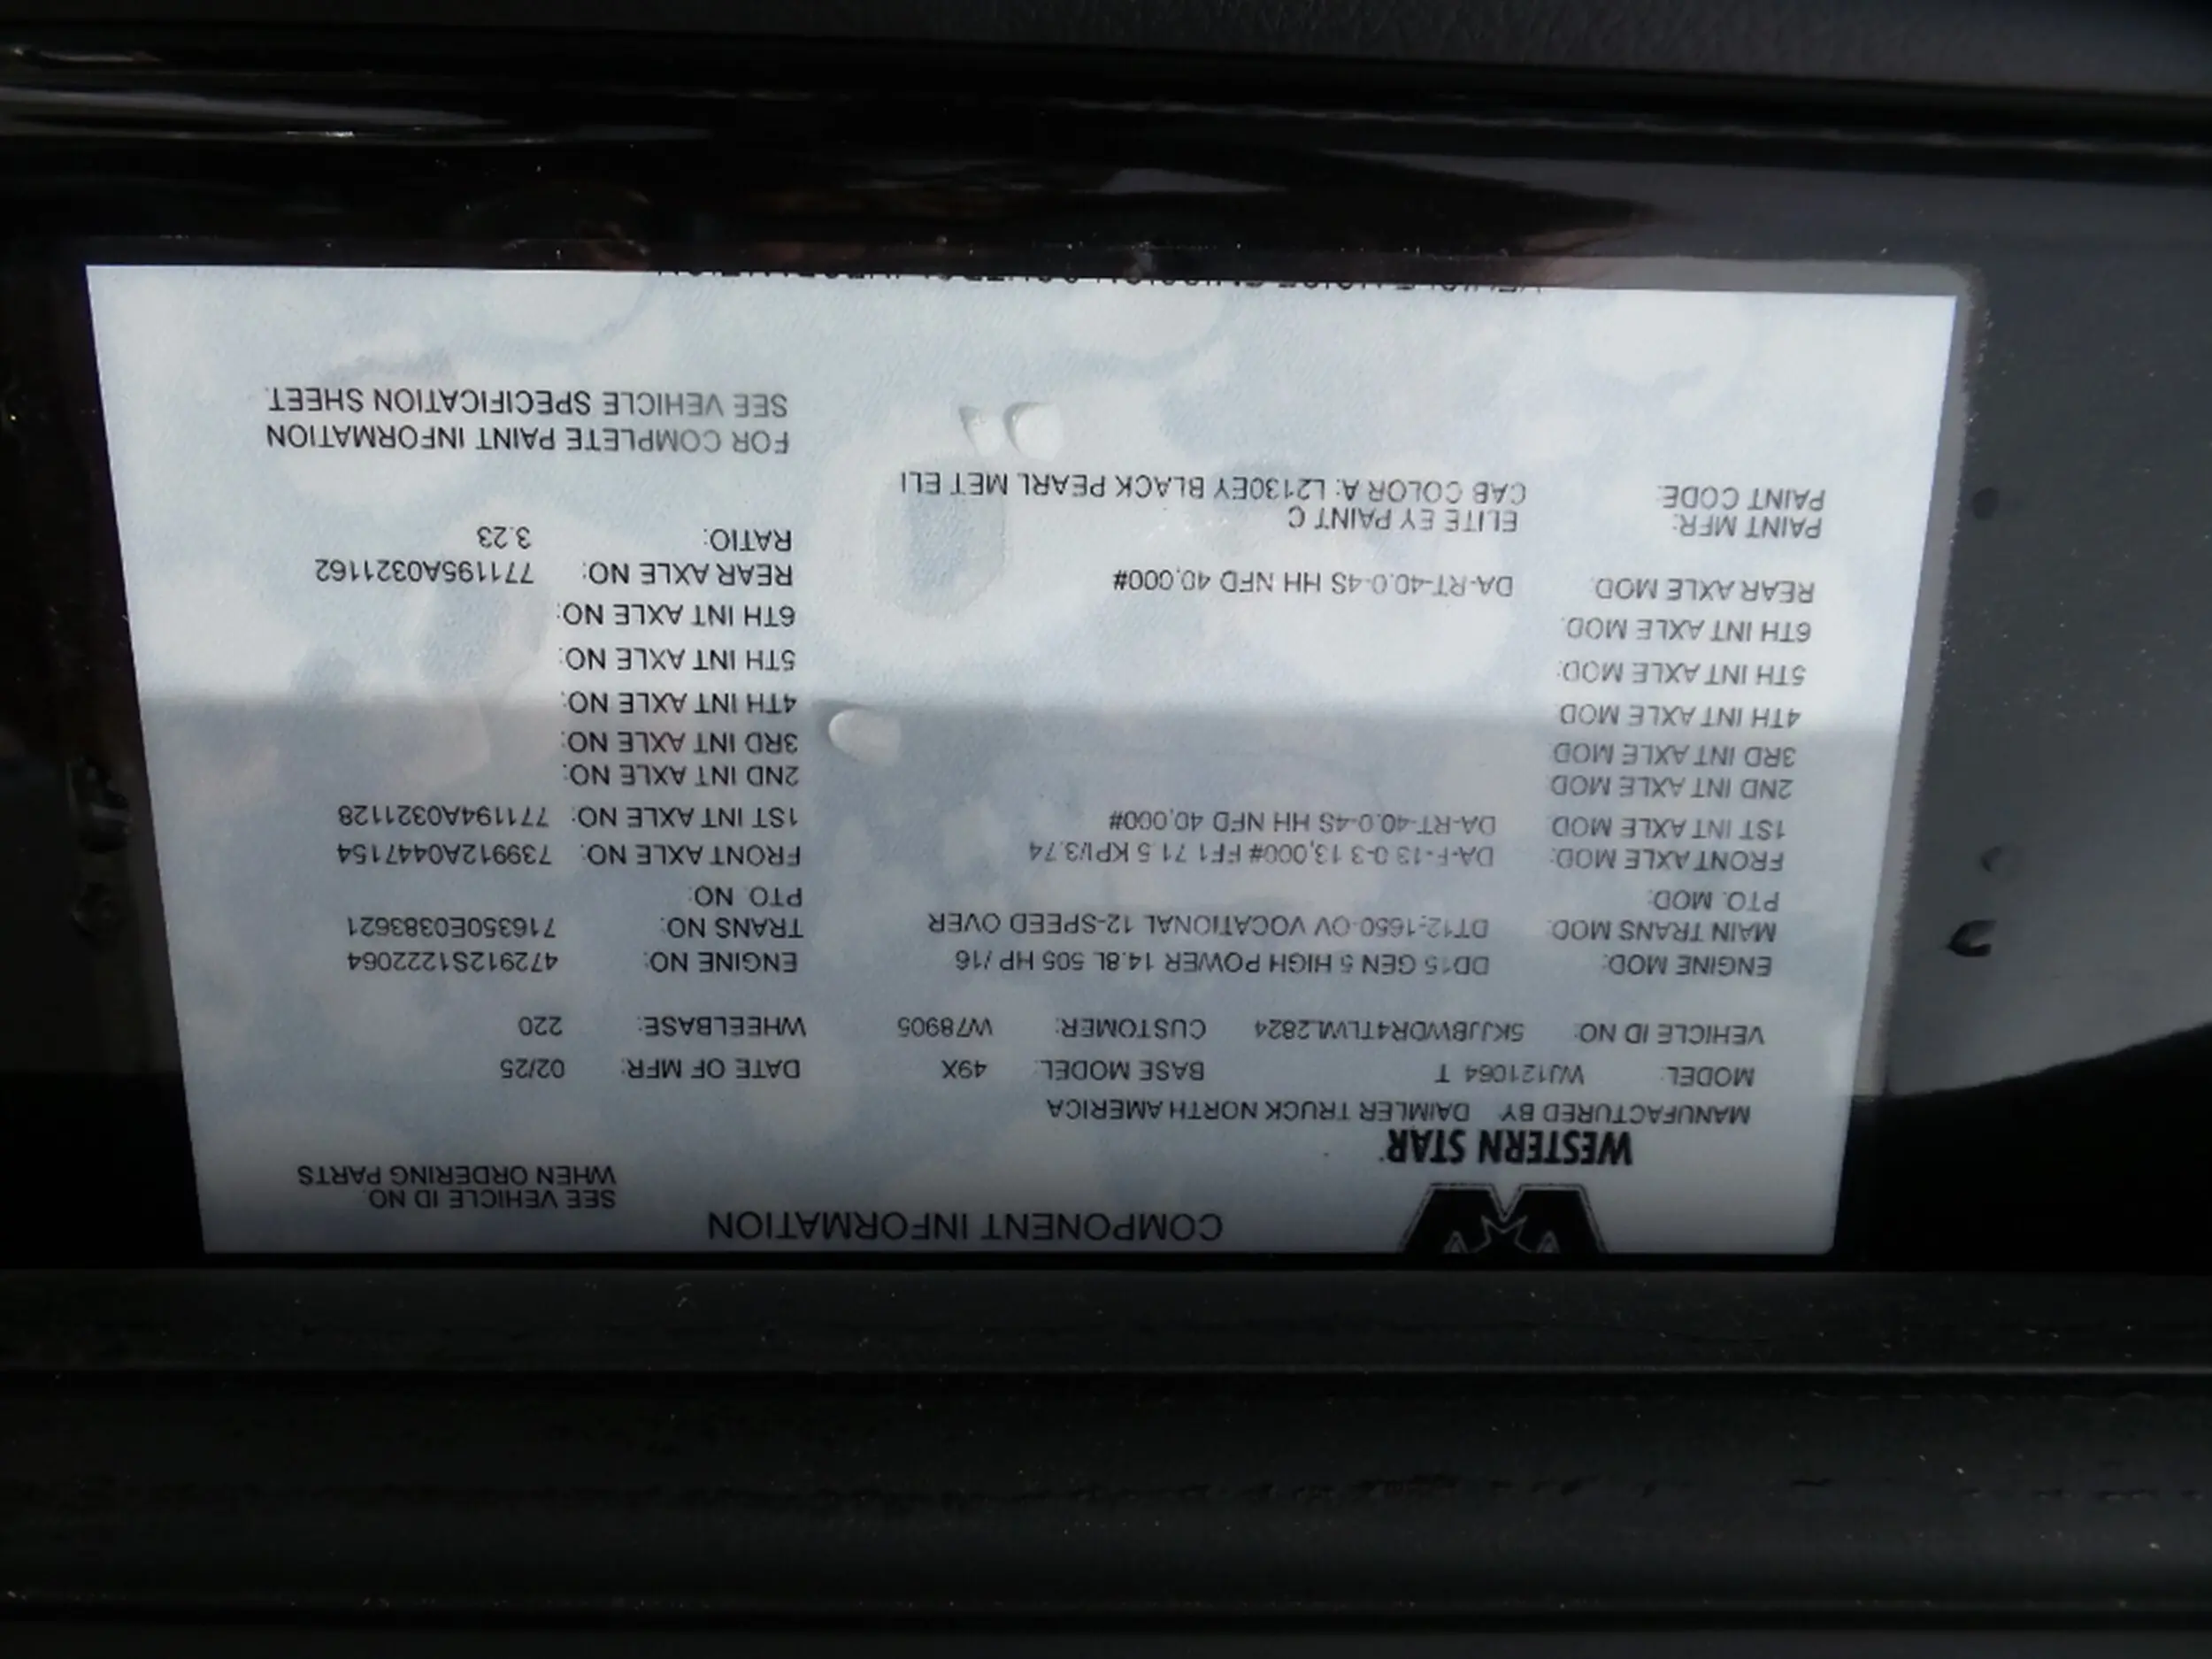 COMPONENT INFORMATION
SEE VEHICLE ID NO.
WHEN ORDERING PARTS
WESTERN STAR
MANUFACTURED BY DAIMLER TRUCK NORTH AMERICA
MODEL: WJ121064 T BASE MODEL: 49X DATE OF MFR: 02/25
VEHICLE ID NO: 5KJJBWDR4TLWL2824 CUSTOMER: W78905 WHEELBASE: 220
ENGINE MOD: DD15 GEN 5 HIGH POWER 14.8L 505 HP /16 ENGINE NO: 472912S1222064
MAIN TRANS MOD: DT12-1650-OV VOCATIONAL 12-SPEED OVER TRANS NO: 716350E0383621
PTO. MOD: PTO. NO:
FRONT AXLE MOD: DA-F-13.0-3 13,000# FF1 71.5 KPI/3.74 FRONT AXLE NO: 739912A0447154
1ST INT AXLE MOD: DA-RT-40.0-4S HH NFD 40,000# 1ST INT AXLE NO: 771194A0321128
2ND INT AXLE MOD: 2ND INT AXLE NO:
3RD INT AXLE MOD: 3RD INT AXLE NO:
4TH INT AXLE MOD: 4TH INT AXLE NO:
5TH INT AXLE MOD: 5TH INT AXLE NO:
6TH INT AXLE MOD: 6TH INT AXLE NO:
REAR AXLE MOD: DA-RT-40.0-4S HH NFD 40,000# REAR AXLE NO: 771195A0321162
RATIO: 3.23
PAINT MFR: ELITE EY PAINT C
PAINT CODE: CAB COLOR A: L2130EY BLACK PEARL MET ELI
FOR COMPLETE PAINT INFORMATION
SEE VEHICLE SPECIFICATION SHEET.